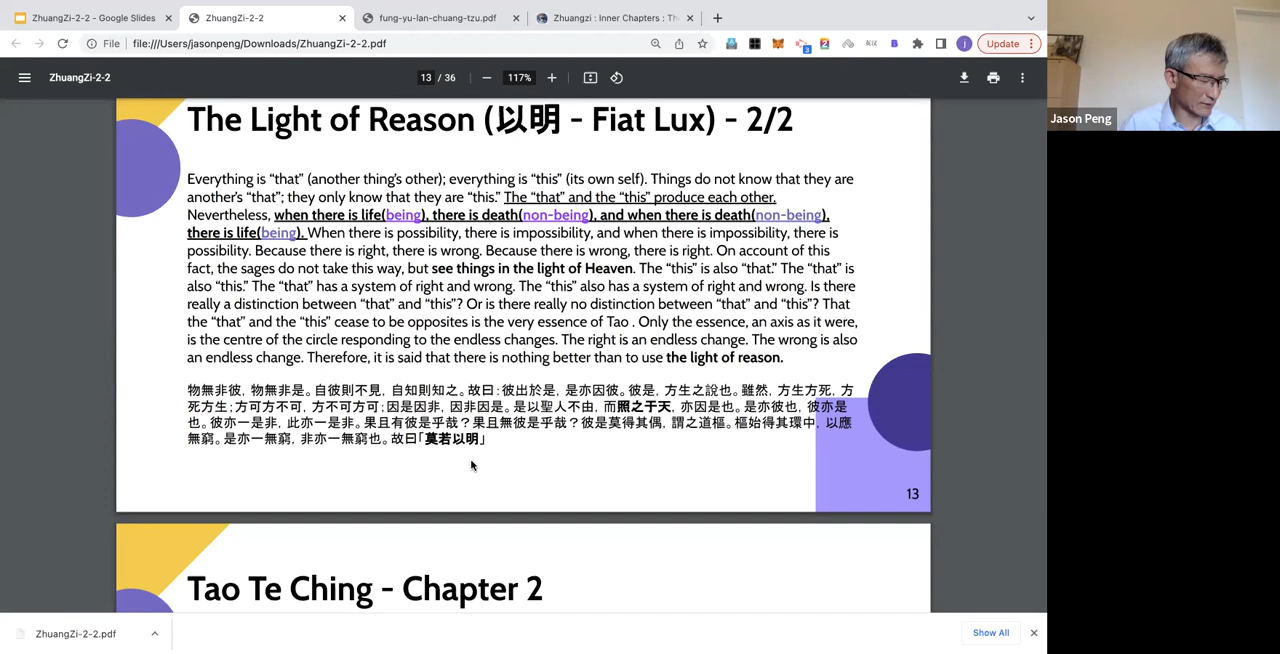 ZhuangZi-2-2 - Google Slides
ZhuangZi-2-2
fung-yu-lan-chuang-tzu.pdf
Zhuangzi : Inner Chapters : Th
File
file:///Users/jasonpeng/Downloads/ZhuangZi-2-2.pdf
Update
ZhuangZi-2-2
13 / 36
117%
Jason Peng
The Light of Reason (以明 - Fiat Lux) - 2/2
Everything is “that” (another thing’s other); everything is “this” (its own self). Things do not know that they are
another’s “that”; they only know that they are “this.” The “that” and the “this” produce each other.
Nevertheless, when there is life(being), there is death(non-being), and when there is death(non-being),
there is life(being). When there is possibility, there is impossibility, and when there is impossibility, there is
possibility. Because there is right, there is wrong. Because there is wrong, there is right. On account of this
fact, the sages do not take this way, but see things in the light of Heaven. The “this” is also “that.” The “that” is
also “this.” The “that” has a system of right and wrong. The “this” also has a system of right and wrong. Is there
really a distinction between “that” and “this”? Or is there really no distinction between “that” and “this”? That
the “that” and the “this” cease to be opposites is the very essence of Tao . Only the essence, an axis as it were,
is the centre of the circle responding to the endless changes. The right is an endless change. The wrong is also
an endless change. Therefore, it is said that there is nothing better than to use the light of reason.
物無非彼, 物無非是。自彼則不見, 自知則知之。故曰:彼出於是, 是亦因彼。彼是, 方生之說也。雖然, 方生方死, 方
死方生;方可方不可, 方不可方可;因是因非, 因非因是。是以聖人不由, 而照之于天, 亦因是也。是亦彼也, 彼亦是
也。彼亦一是非, 此亦一是非。果且有彼是乎哉?果且無彼是乎哉?彼是莫得其偶, 謂之道樞。樞始得其環中, 以應
無窮。是亦一無窮, 非亦一無窮也。故曰「莫若以明」
13
Tao Te Ching - Chapter 2
ZhuangZi-2-2.pdf
Show All